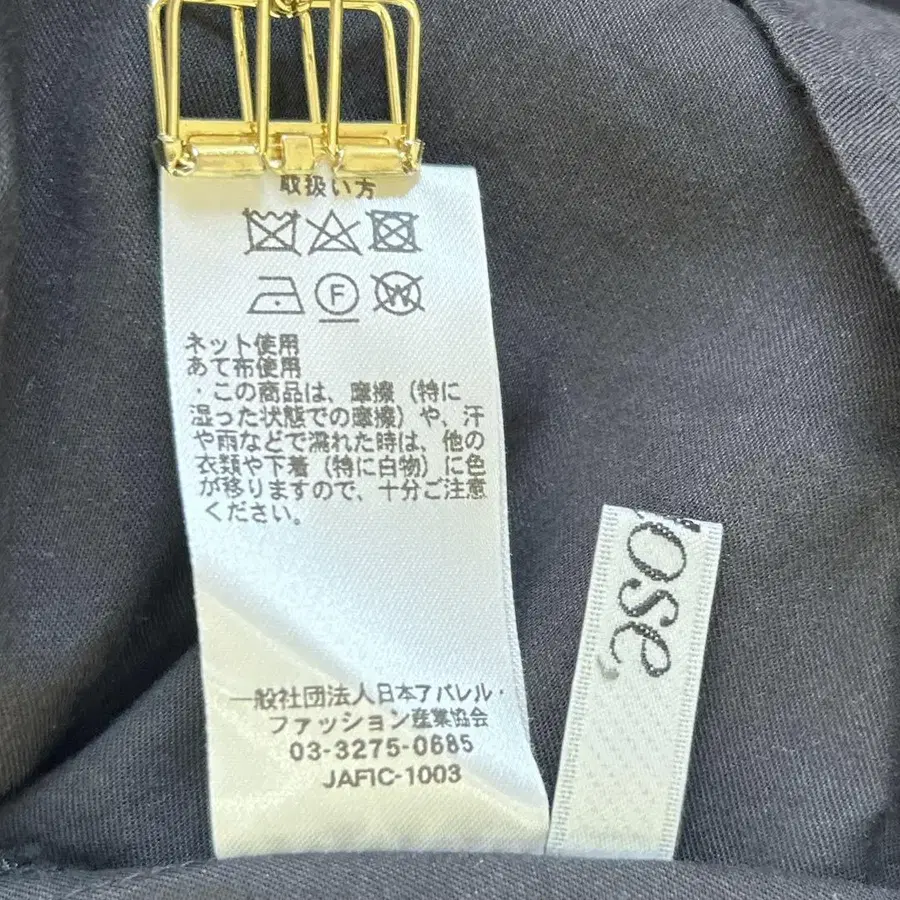 取扱い方
F
W
ネット使用
あて布使用
・この商品は、摩擦（特に
湿った状態での摩擦）や、汗
や雨などで濡れた時は、他の
衣類や下着（特に白物）に色
が移りますので、十分ご注意
ください。
一般社団法人日本アパレル・
ファッション産業協会
03-3275-0685
JAFIC-1003